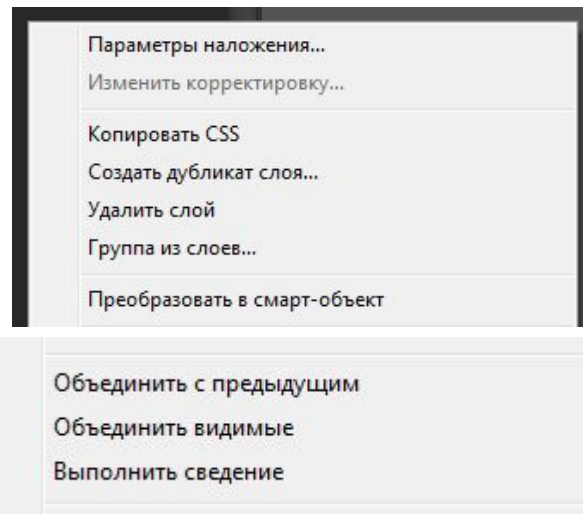 Параметры наложения...
Изменить корректировку...
Копировать CSS
Создать дубликат слоя...
Удалить слой
Группа из слоев...
Преобразовать в смарт-объект
Объединить с предыдущим
Объединить видимые
Выполнить сведение